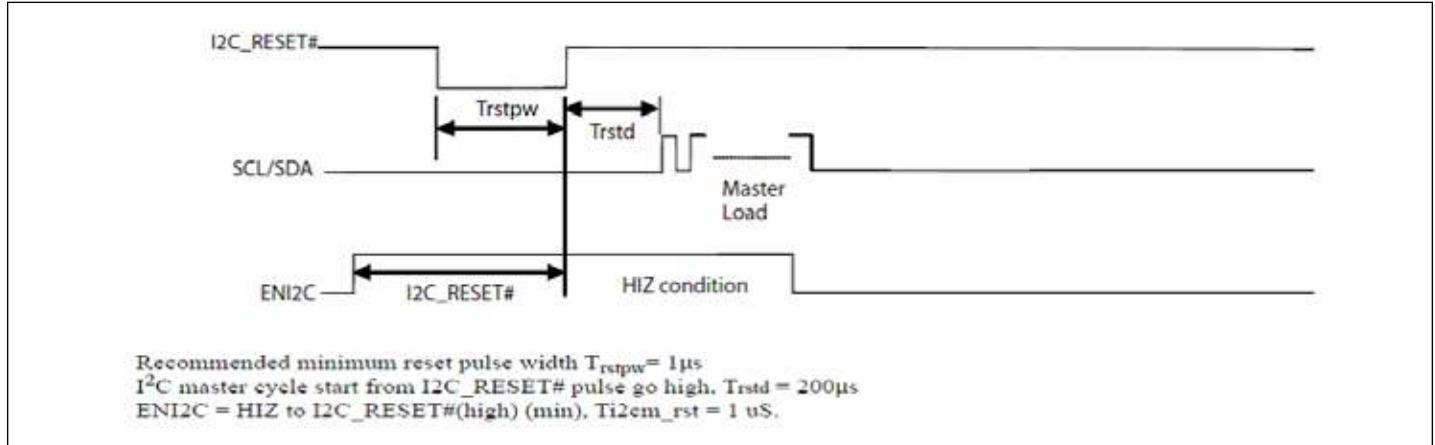 I2C_RESET#
Trstpw
Trstd
SCL/SDA
Master
Load
ENI2C
I2C_RESET#
HIZ condition
Recommended minimum reset pulse width Trstpw= 1µs
I2C master cycle start from I2C_RESET# pulse go high, Trstd = 200µs
ENI2C = HIZ to I2C_RESET#(high) (min), Ti2em_rst = 1 uS.